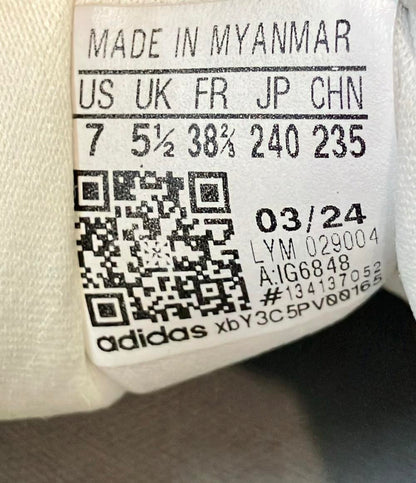 MADE IN MYANMAR
US UK FR JP CHN
7 5½ 38⅔ 240 235
03/24
LYM 029004
A:IG6848
#134137052
adidas xbY3C5PV00165